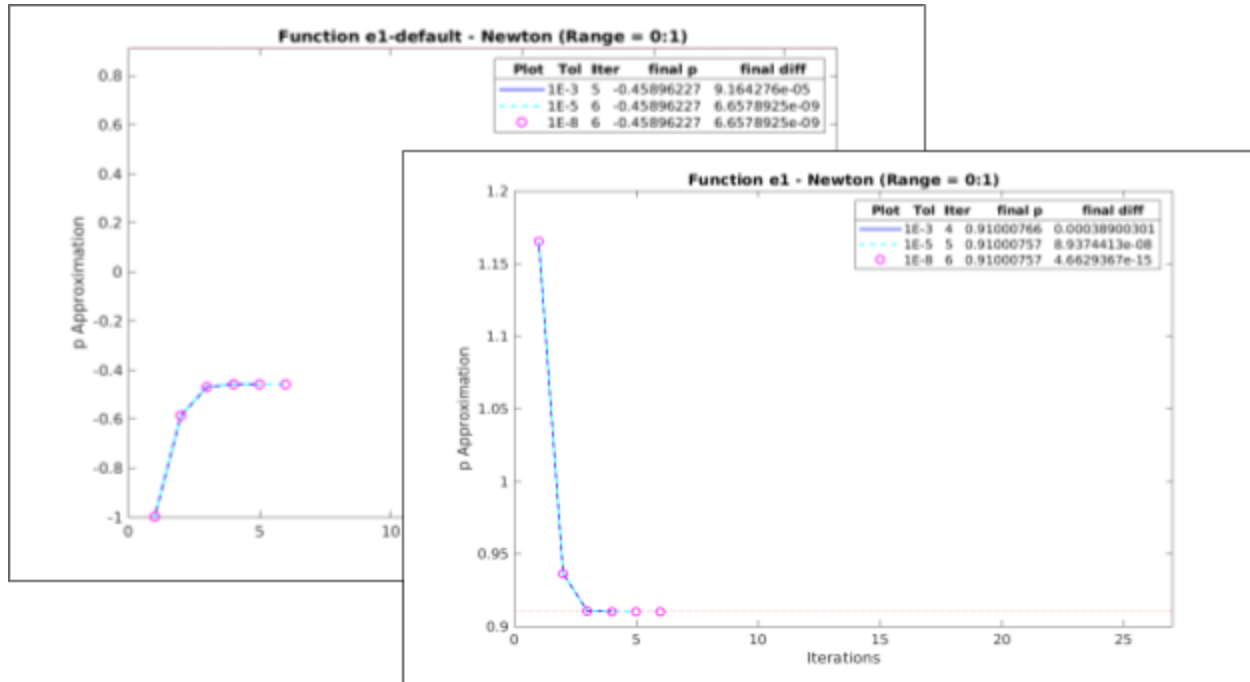 Function e1-default - Newton (Range = 0:1)
Plot Tol Iter final p final diff
1E-3 5 -0.45896227 9.164276e-05
1E-5 6 -0.45896227 6.6578925e-09
1E-8 6 -0.45896227 6.6578925e-09
p Approximation
0.8
0.6
0.4
0.2
0
-0.2
-0.4
-0.6
-0.8
-1
0 5 10
Function e1 - Newton (Range = 0:1)
Plot Tol Iter final p final diff
1E-3 4 0.91000766 0.00038900301
1E-5 5 0.91000757 8.9374413e-08
1E-8 6 0.91000757 4.6629367e-15
p Approximation
1.2
1.15
1.1
1.05
1
0.95
0.9
0 5 10 15 20 25
Iterations